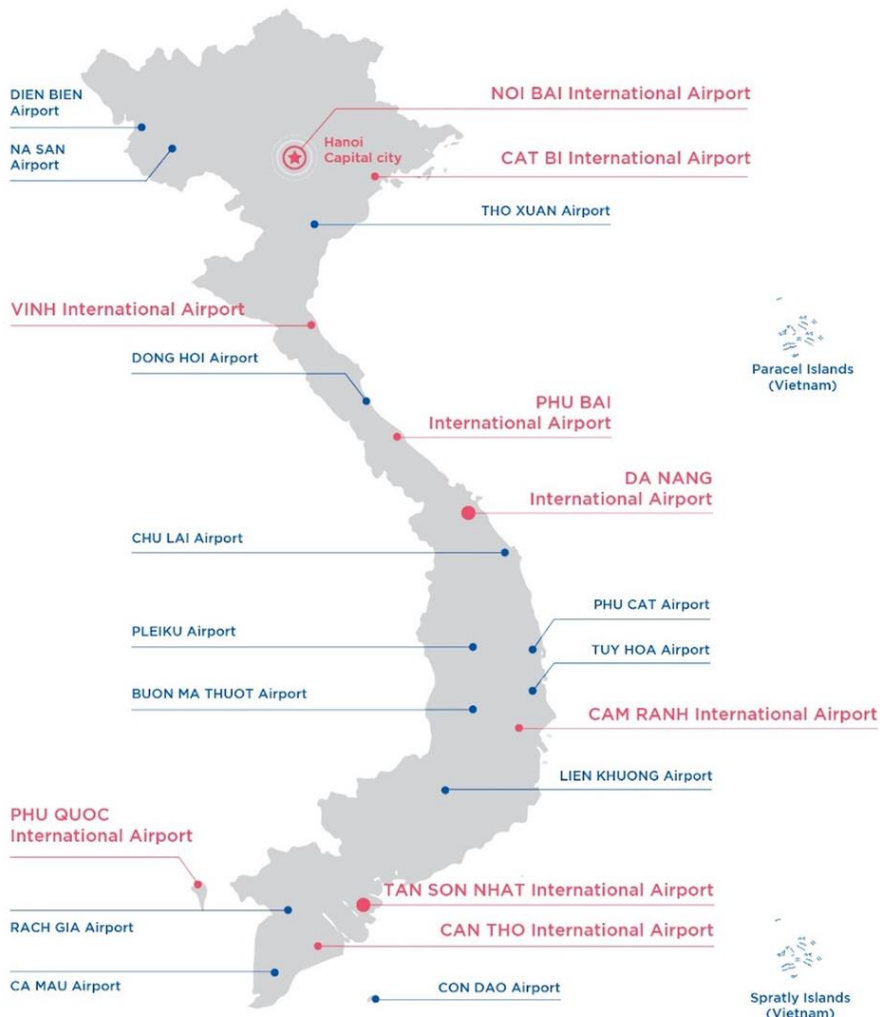 DIEN BIEN
Airport
NOI BAI International Airport
NA SAN
Airport
Hanoi
Capital city
CAT BI International Airport
THO XUAN Airport
VINH International Airport
DONG HOI Airport
Paracel Islands
(Vietnam)
PHU BAI
International Airport
DA NANG
International Airport
CHU LAI Airport
PHU CAT Airport
PLEIKU Airport
TUY HOA Airport
BUON MA THUOT Airport
CAM RANH International Airport
LIEN KHUONG Airport
PHU QUOC
International Airport
TAN SON NHAT International Airport
RACH GIA Airport
CAN THO International Airport
CA MAU Airport
CON DAO Airport
Spratly Islands
(Vietnam)